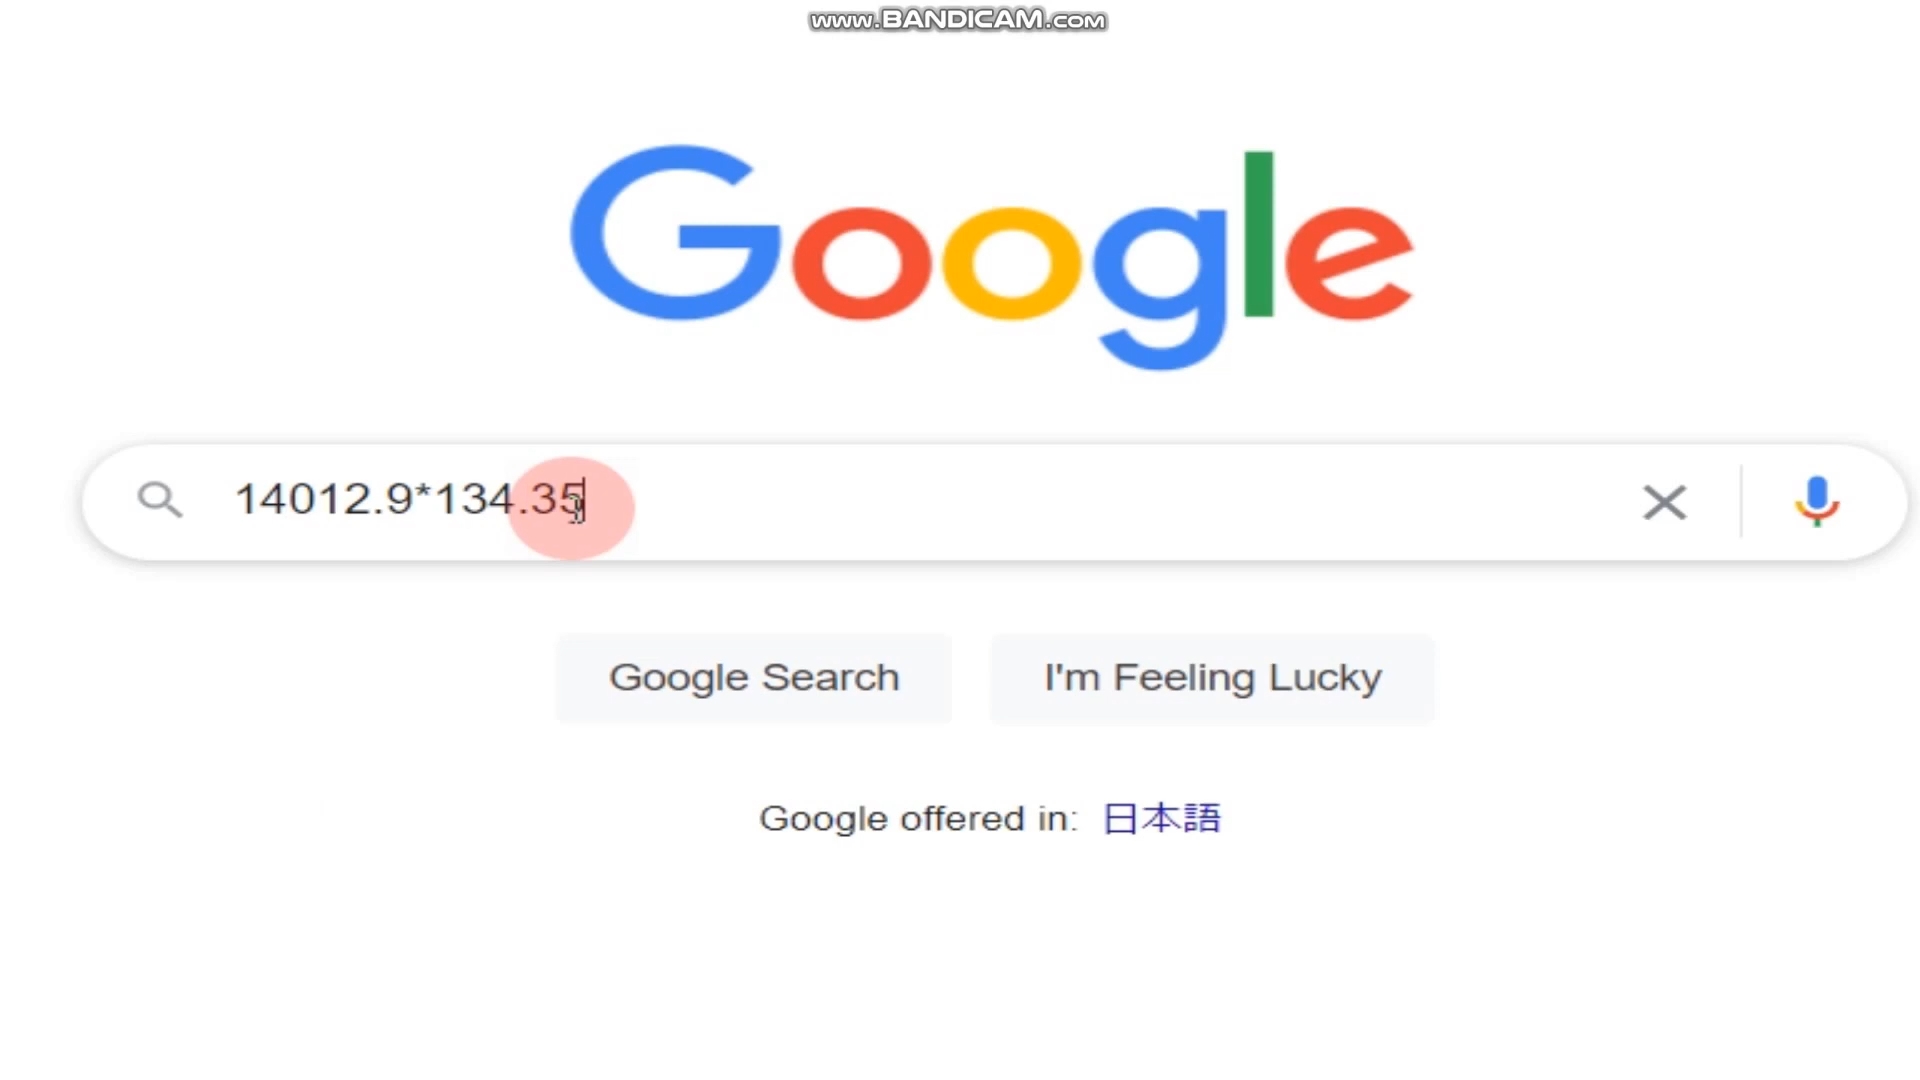 www.BANDICAM.com
Google
14012.9*134.35
Google Search
I'm Feeling Lucky
Google offered in: 日本語